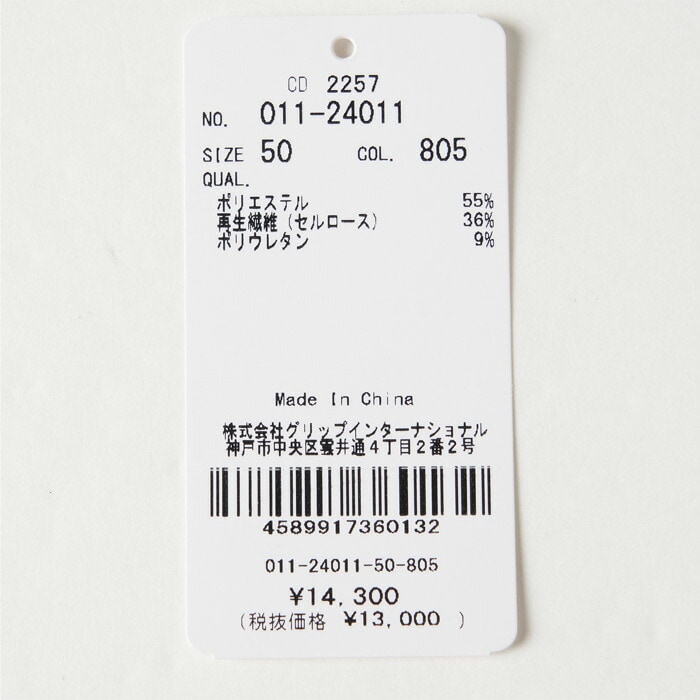 CD 2257
NO. 011-24011
SIZE 50 COL. 805
QUAL.
ポリエステル 55%
再生繊維（セルロース） 36%
ポリウレタン 9%
Made In China
株式会社グリップインターナショナル
神戸市中央区雲井通４丁目２番２号
4589917360132
011-24011-50-805
¥14,300
(税抜価格 ¥13,000 )